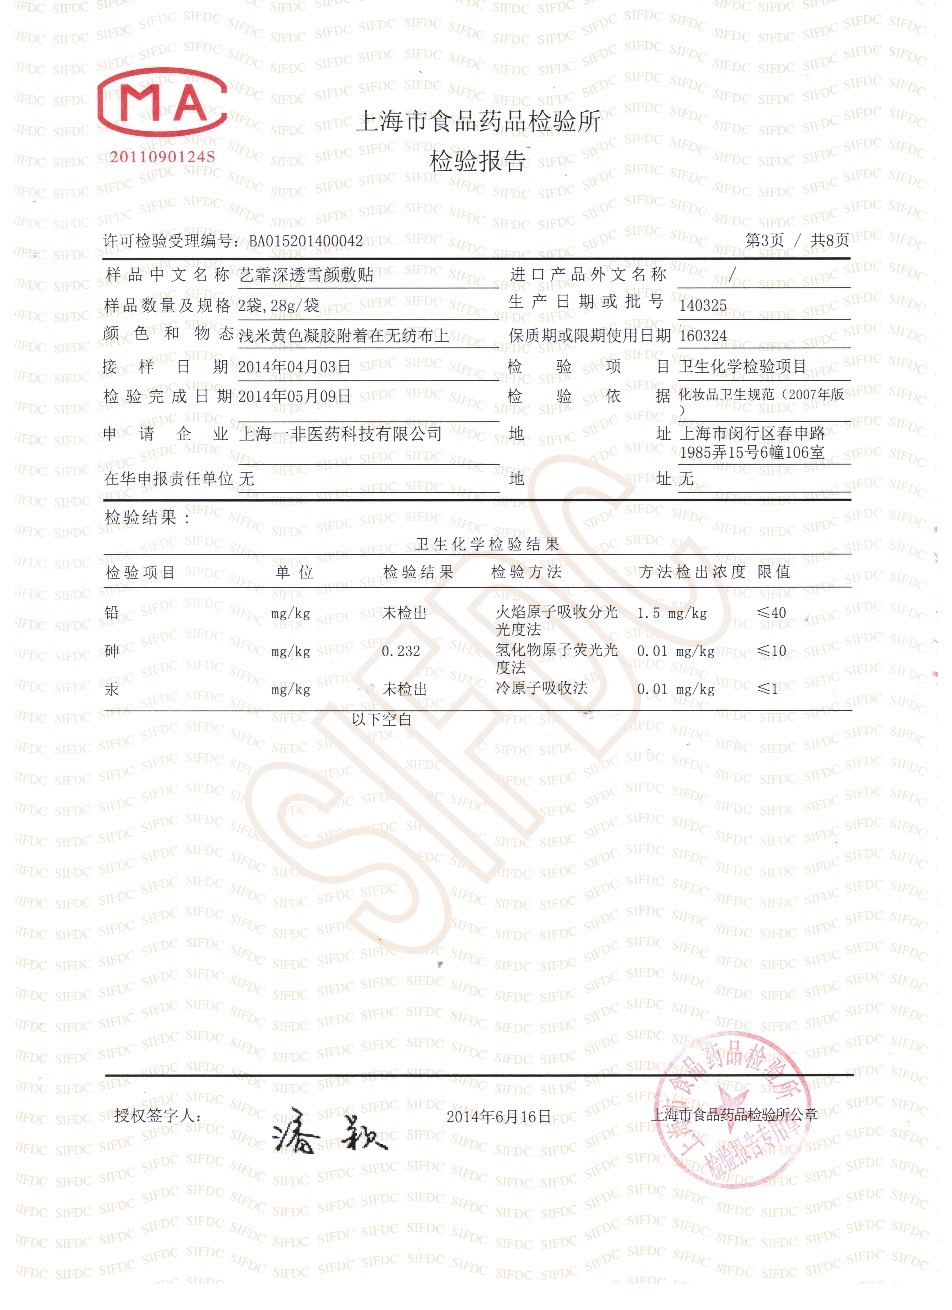 MA
2011090124S
上海市食品药品检验所
检验报告
许可检验受理编号：BA015201400042 第3页 / 共8页
样品中文名称 艺霏深透雪颜敷贴 进口产品外文名称 /
样品数量及规格 2袋,28g/袋 生产日期或批号 140325
颜色和物态 浅米黄色凝胶附着在无纺布上 保质期或限期使用日期 160324
接样日期 2014年04月03日 检验项目 卫生化学检验项目
检验完成日期 2014年05月09日 检验依据 化妆品卫生规范（2007年版
）
申请企业 上海一非医药科技有限公司 地址 上海市闵行区春申路
1985弄15号6幢106室
在华申报责任单位 无 地址 无
检验结果：
卫生化学检验结果
检验项目 单位 检验结果 检验方法 方法检出浓度 限值
铅 mg/kg 未检出 火焰原子吸收分光 1.5 mg/kg ≤40
光度法
砷 mg/kg 0.232 氢化物原子荧光光 0.01 mg/kg ≤10
度法
汞 mg/kg 未检出 冷原子吸收法 0.01 mg/kg ≤1
以下空白
SIFDC
授权签字人： 潘颖 2014年6月16日 上海市食品药品检验所公章
上海市食品药品检验所
检验报告专用章